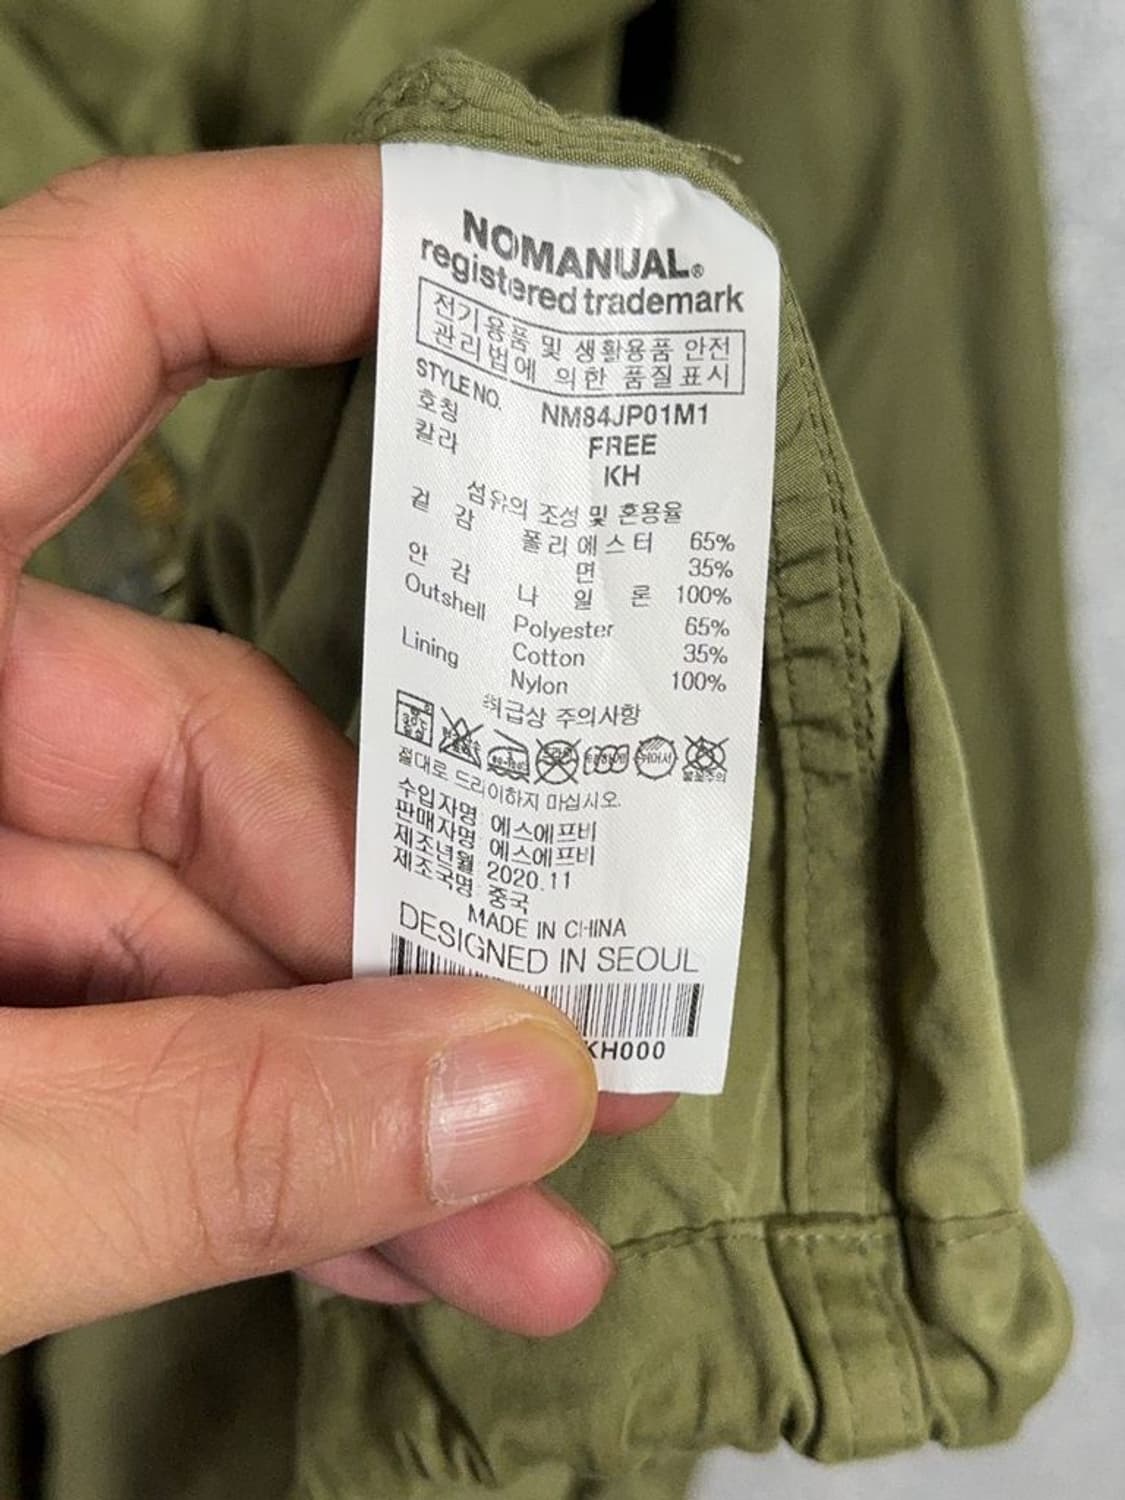 NOMANUAL®
registered trademark
전기용품 및 생활용품 안전
관리법에 의한 품질표시
STYLE NO. NM84JP01M1
호칭 FREE
칼라 KH
섬유의 조성 및 혼용율
겉 감 폴리에스터 65%
면 35%
안 감 나 일 론 100%
Outshell Polyester 65%
Cotton 35%
Lining Nylon 100%
취급상 주의사항
절대로 드라이하지 마십시오.
수입자명 에스에프비
판매자명 에스에프비
제조년월 2020.11
제조국명 중국
MADE IN CHINA
DESIGNED IN SEOUL
KH000